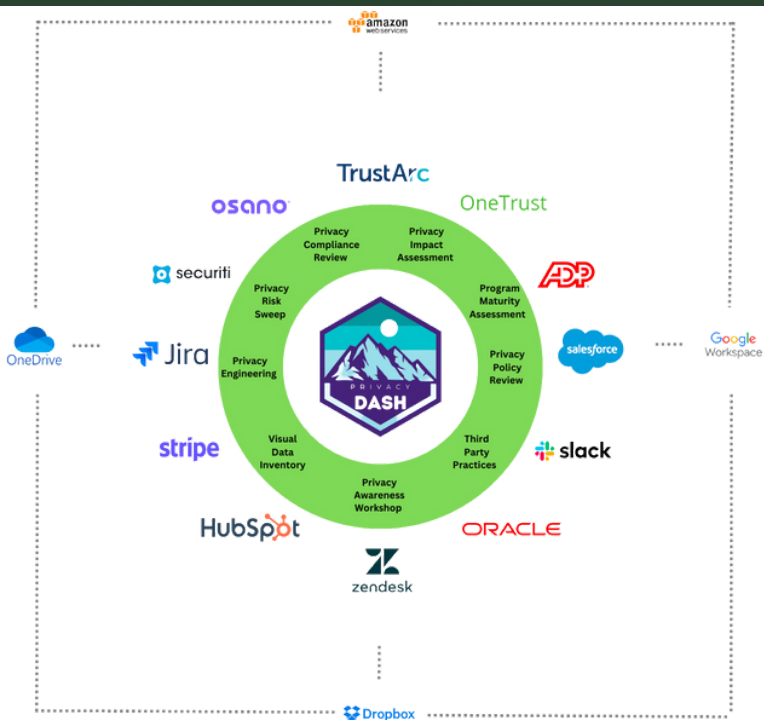 amazon
webservices
TrustArc
osano
OneTrust
Privacy
Compliance
Review
Privacy
Impact
Assessment
securiti
ADP
Privacy
Risk
Sweep
Program
Maturity
Assessment
OneDrive
Jira
Privacy
Engineering
PRIVACY
DASH
Privacy
Policy
Review
salesforce
Google
Workspace
stripe
Visual
Data
Inventory
Third
Party
Practices
slack
Privacy
Awareness
Workshop
HubSpot
ORACLE
zendesk
Dropbox